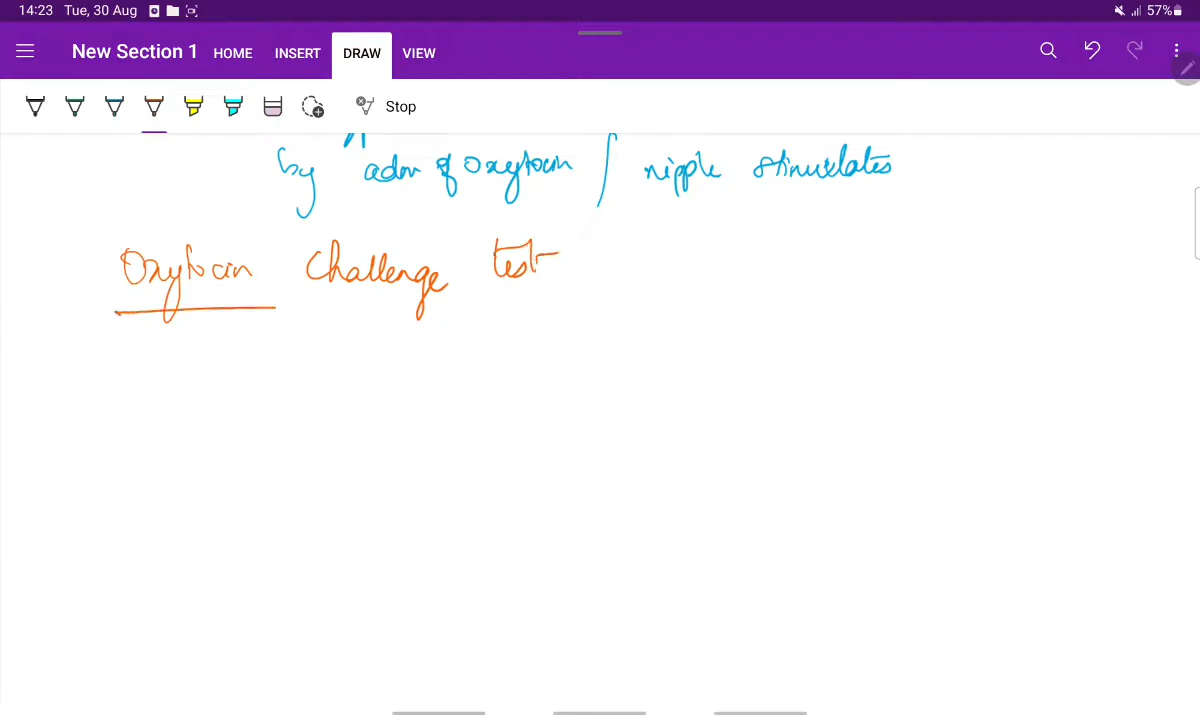 14:23 Tue, 30 Aug 57%
New Section 1 HOME INSERT DRAW VIEW
Stop
by adm of Oxytocin / nipple stimulates
Oxytocin Challenge test